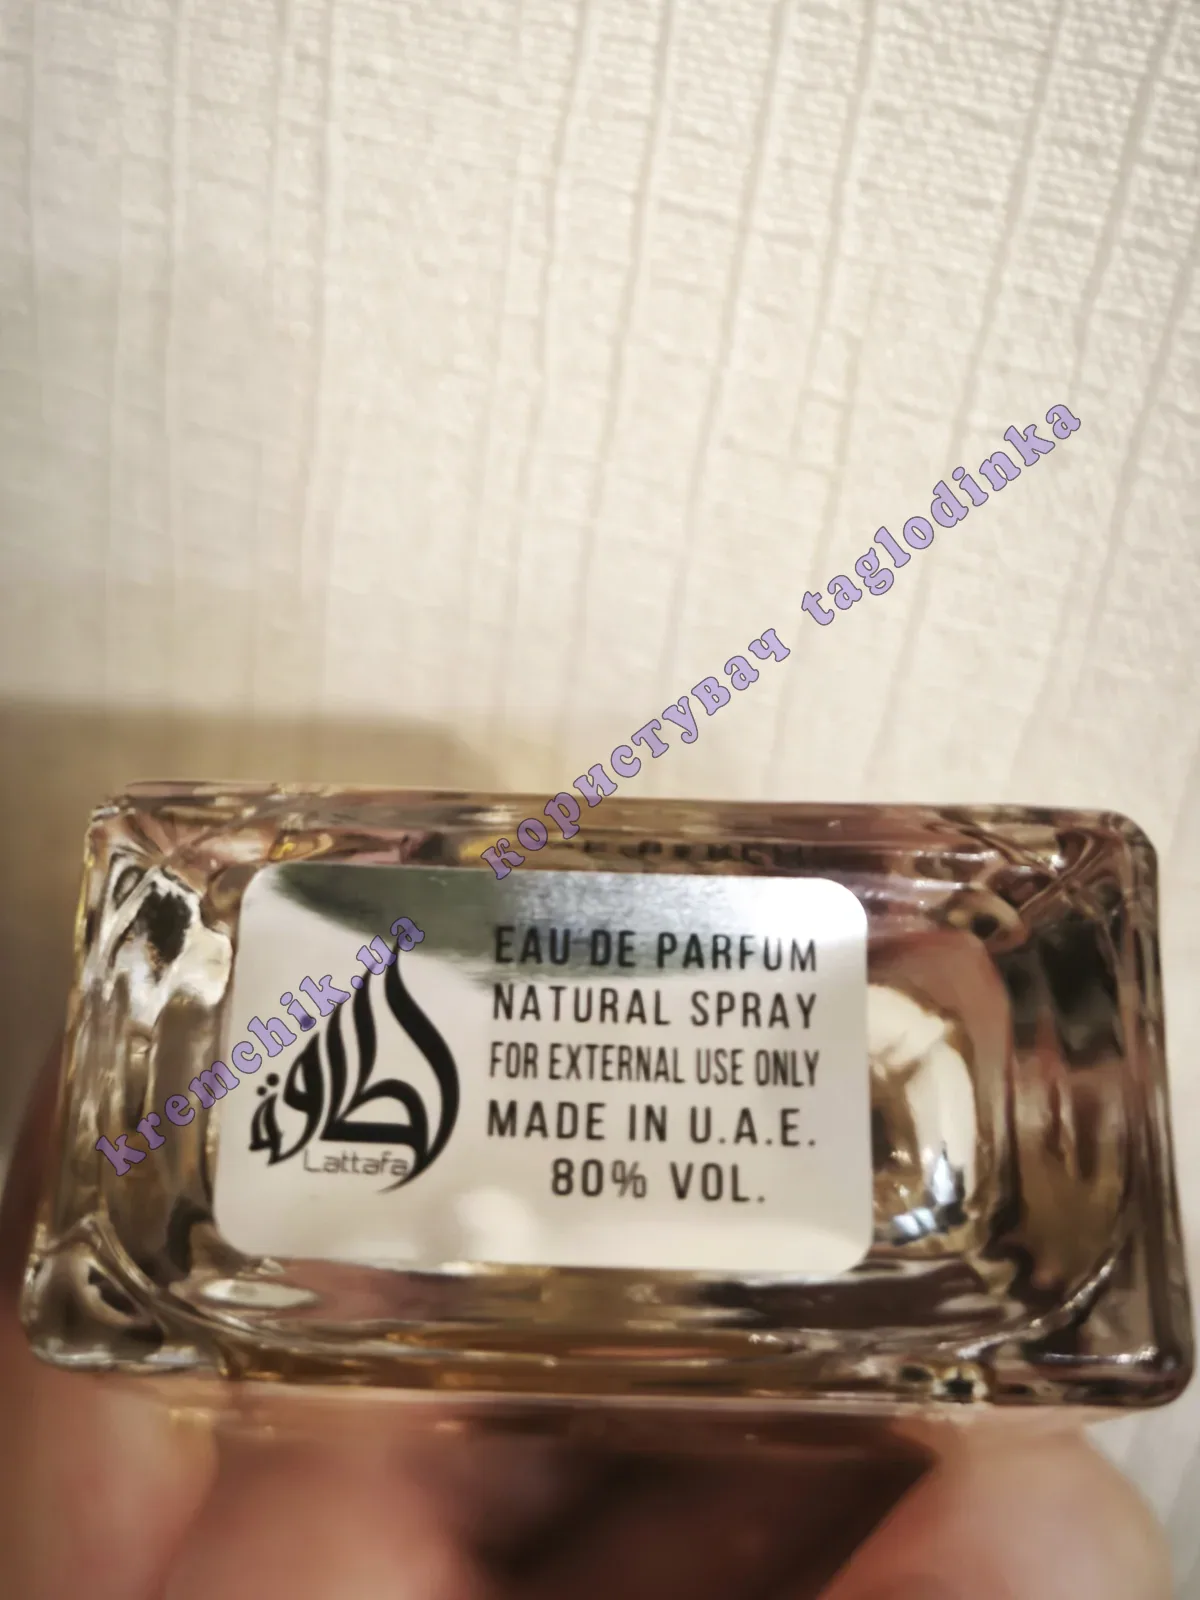 користувач taglodinka
kremchik.ua
EAU DE PARFUM
NATURAL SPRAY
FOR EXTERNAL USE ONLY
MADE IN U.A.E.
80% VOL.
لطافة
Lattafa